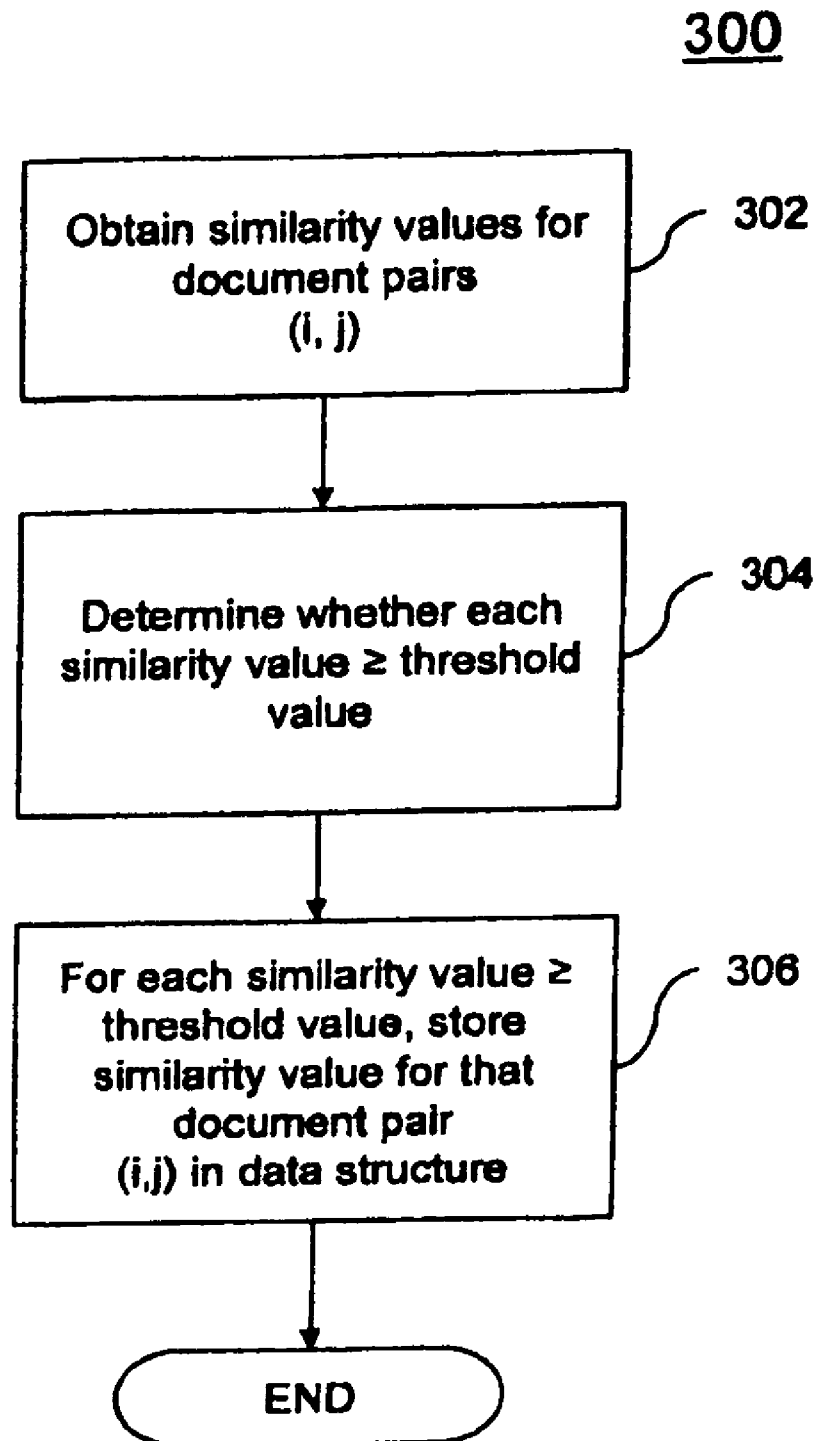 300
Obtain similarity values for
document pairs
(i, j)
302
Determine whether each
similarity value ≥ threshold
value
304
For each similarity value ≥
threshold value, store
similarity value for that
document pair
(i,j) in data structure
306
END